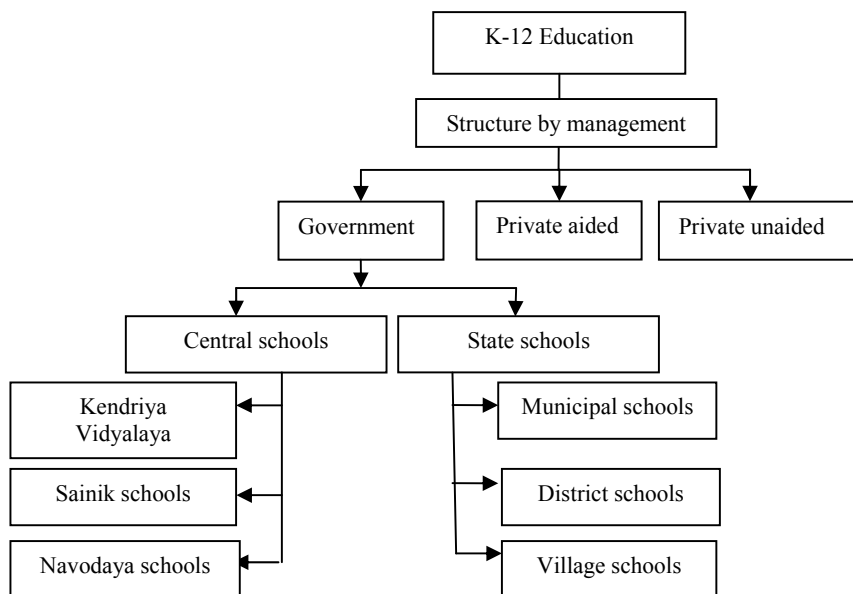 K-12 Education
Structure by management
Government
Private aided
Private unaided
Central schools
State schools
Kendriya
Vidyalaya
Municipal schools
Sainik schools
District schools
Navodaya schools
Village schools